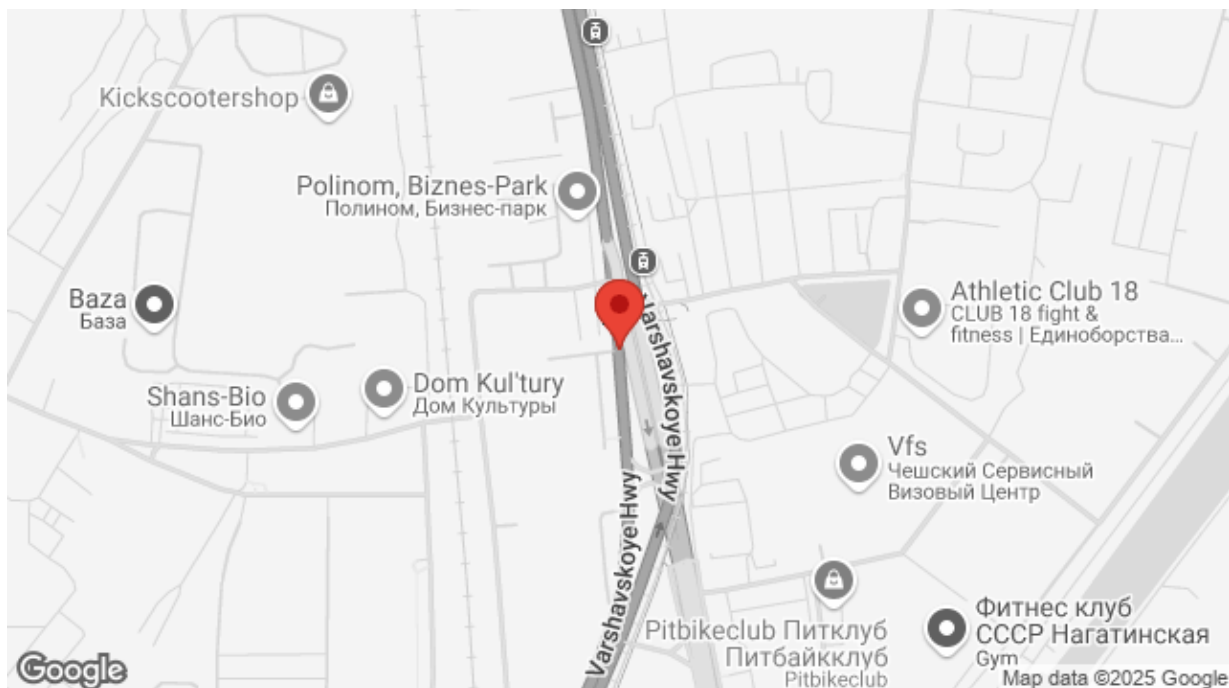 Kickscootershop
Polinom, Biznes-Park
Полином, Бизнес-парк
Baza
База
Varshavskoye Hwy
Athletic Club 18
CLUB 18 fight &
fitness | Единоборства...
Shans-Bio
Шанс-Био
Dom Kul'tury
Дом Культуры
Vfs
Чешский Сервисный
Визовый Центр
Varshavskoye Hwy
Pitbikeclub Питклуб
Питбайкклуб
Pitbikeclub
Фитнес клуб
СССР Нагатинская
Gym
Google
Map data ©2025 Google